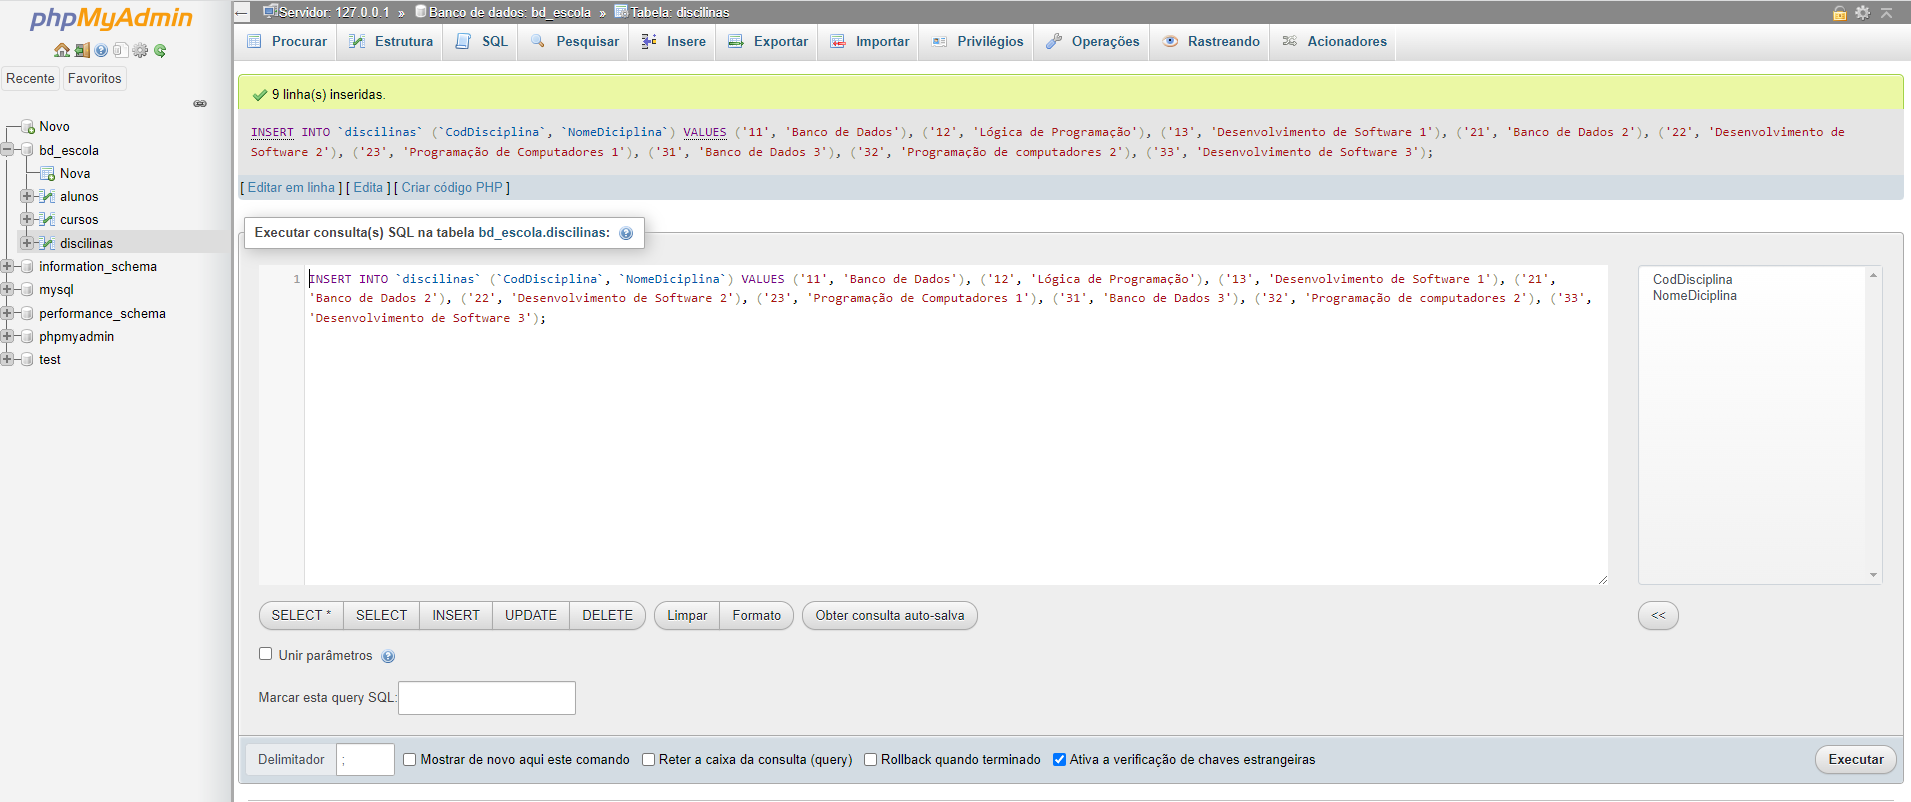 phpMyAdmin
Recente Favoritos
Novo
bd_escola
Nova
alunos
cursos
discilinas
information_schema
mysql
performance_schema
phpmyadmin
test
Servidor: 127.0.0.1 » Banco de dados: bd_escola » Tabela: discilinas
Procurar Estrutura SQL Pesquisar Insere Exportar Importar Privilégios Operações Rastreando Acionadores
9 linha(s) inseridas.
INSERT INTO `discilinas` (`CodDisciplina`, `NomeDiciplina`) VALUES ('11', 'Banco de Dados'), ('12', 'Lógica de Programação'), ('13', 'Desenvolvimento de Software 1'), ('21', 'Banco de Dados 2'), ('22', 'Desenvolvimento de
Software 2'), ('23', 'Programação de Computadores 1'), ('31', 'Banco de Dados 3'), ('32', 'Programação de computadores 2'), ('33', 'Desenvolvimento de Software 3');
[ Editar em linha ] [ Edita ] [ Criar código PHP ]
Executar consulta(s) SQL na tabela bd_escola.discilinas:
1 INSERT INTO `discilinas` (`CodDisciplina`, `NomeDiciplina`) VALUES ('11', 'Banco de Dados'), ('12', 'Lógica de Programação'), ('13', 'Desenvolvimento de Software 1'), ('21',
'Banco de Dados 2'), ('22', 'Desenvolvimento de Software 2'), ('23', 'Programação de Computadores 1'), ('31', 'Banco de Dados 3'), ('32', 'Programação de computadores 2'), ('33',
'Desenvolvimento de Software 3');
CodDisciplina
NomeDiciplina
SELECT * SELECT INSERT UPDATE DELETE Limpar Formato Obter consulta auto-salva <<
Unir parâmetros
Marcar esta query SQL:
Delimitador ; Mostrar de novo aqui este comando Reter a caixa da consulta (query) Rollback quando terminado Ativa a verificação de chaves estrangeiras Executar